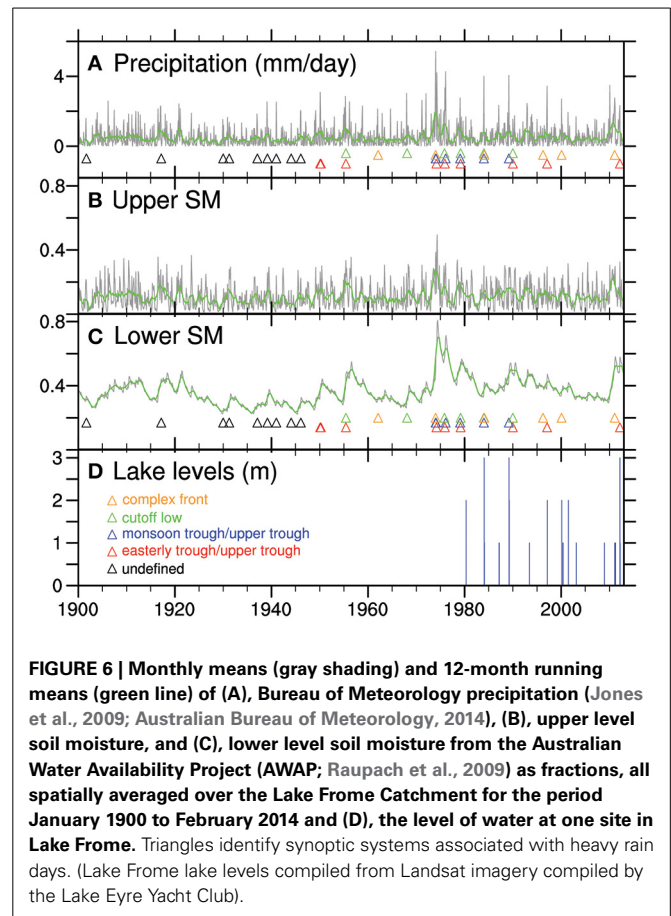 A Precipitation (mm/day)
4
0
B Upper SM
0.8
0.4
0.8
C Lower SM
0.4
3
D Lake levels (m)
2
1
0
complex front
cutoff low
monsoon trough/upper trough
easterly trough/upper trough
undefined
1900 1920 1940 1960 1980 2000
FIGURE 6 | Monthly means (gray shading) and 12-month running
means (green line) of (A), Bureau of Meteorology precipitation (Jones
et al., 2009; Australian Bureau of Meteorology, 2014), (B), upper level
soil moisture, and (C), lower level soil moisture from the Australian
Water Availability Project (AWAP; Raupach et al., 2009) as fractions, all
spatially averaged over the Lake Frome Catchment for the period
January 1900 to February 2014 and (D), the level of water at one site in
Lake Frome. Triangles identify synoptic systems associated with heavy rain
days. (Lake Frome lake levels compiled from Landsat imagery compiled by
the Lake Eyre Yacht Club).